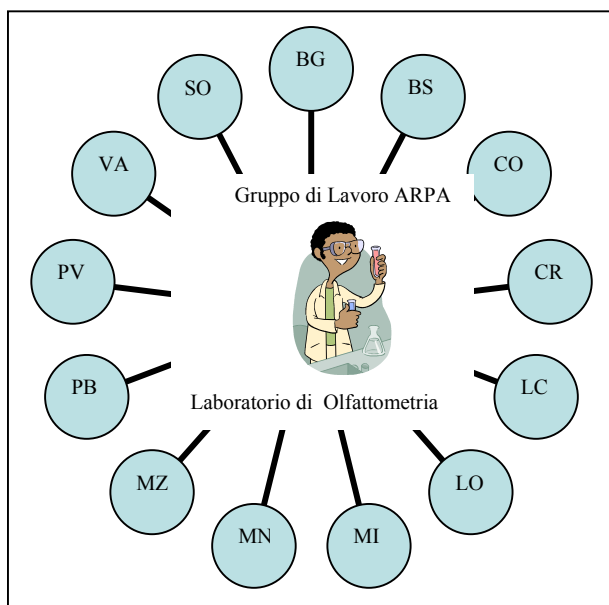 BG
SO
BS
VA
CO
Gruppo di Lavoro ARPA
PV
CR
PB
LC
Laboratorio di Olfattometria
MZ
LO
MN
MI